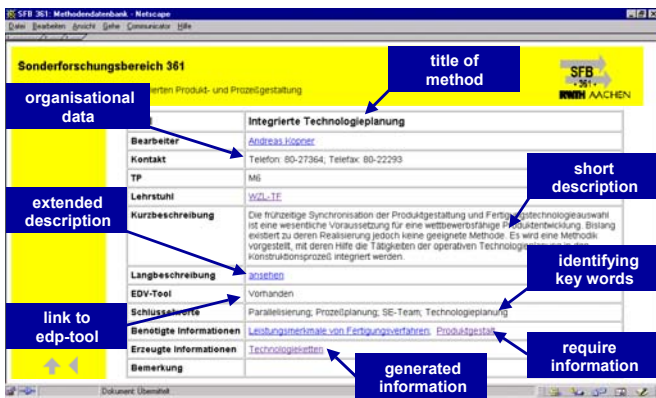 SFB 361: Methodendatenbank - Netscape
Datei Bearbeiten Ansicht Gehe Communicator Hilfe
Sonderforschungsbereich 361
title of
method
SFB
- 361 -
RWTH AACHEN
Produkt- und Prozeßgestaltung
organisational
data
Integrierte Technologieplanung
Bearbeiter
Andreas Kopner
Kontakt
Telefon: 80-27364; Telefax: 80-22293
TP
M6
short
description
Lehrstuhl
WZL-TE
extended
description
Kurzbeschreibung
Die frühzeitige Synchronisation der Produktgestaltung und Fertigungstechnologieauswahl
ist eine wesentliche Voraussetzung für eine wettbewerbsfähige Produktentwicklung. Bislang
existiert zu deren Realisierung jedoch keine geeignete Methode. Es wird eine Methodik
vorgestellt, mit deren Hilfe die Tätigkeiten der operativen
Konstruktionsprozeß integriert werden.
identifying
key words
Langbeschreibung
ansehen
EDV-Tool
Vorhanden
link to
edp-tool
Schlüsselworte
Parallelisierung; Prozeßplanung; SE-Team; Technologieplanung
Benötigte Informationen
Leistungsmerkmale von Fertigungsverfahren; Produktgestalt
require
information
Erzeugte Informationen
Technologieketten
generated
information
Bemerkung
Dokument: Übermittelt